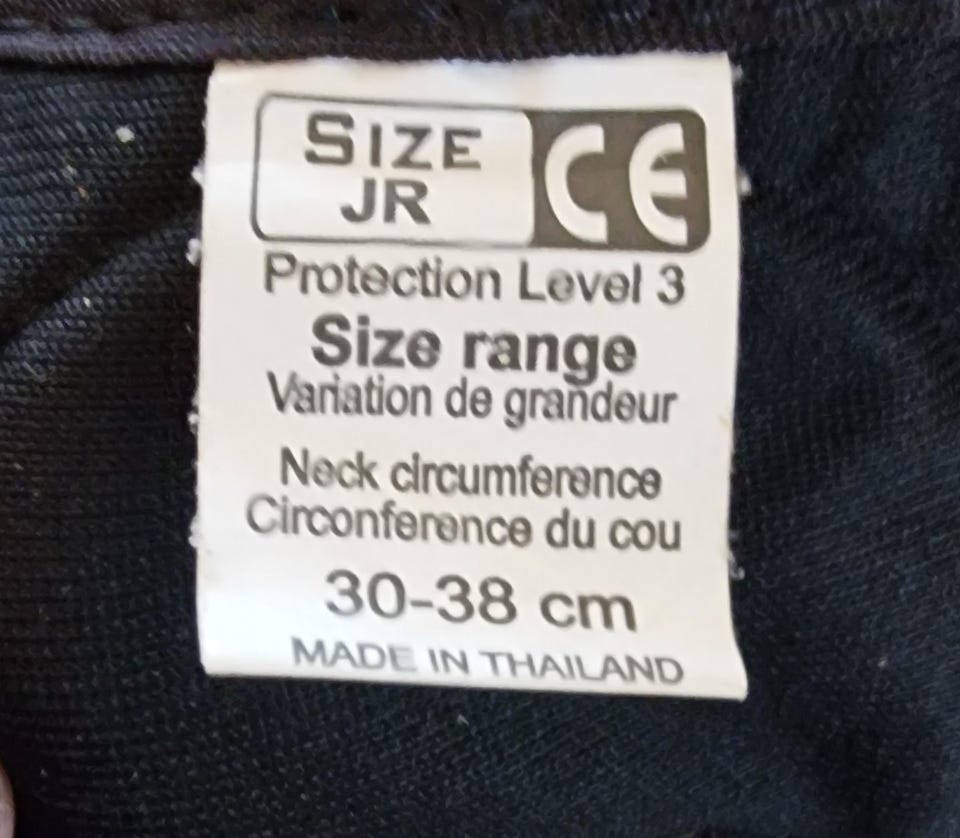 SIZE
JR CE
Protection Level 3
Size range
Variation de grandeur
Neck circumference
Circonference du cou
30-38 cm
MADE IN THAILAND